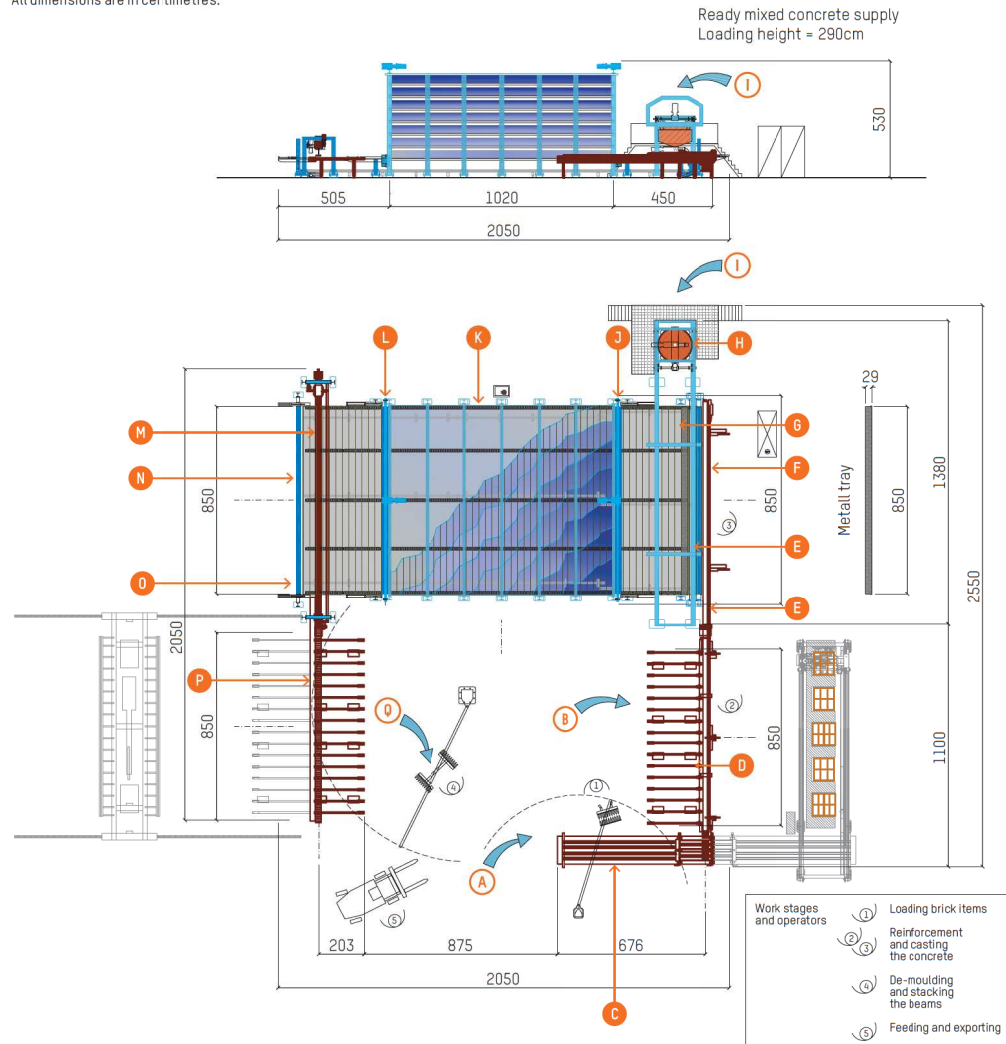 All dimensions are in centimetres.
Ready mixed concrete supply
Loading height = 290cm
I
530
505
1020
450
2050
I
L
K
J
H
29
M
G
N
F
850
850
Metall tray
850
1380
3
E
O
E
2550
2050
P
Q
B
2
850
850
D
1100
4
1
A
5
203
875
676
2050
C
Work stages
and operators
1 Loading brick items
2 3 Reinforcement
and casting
the concrete
4 De-moulding
and stacking
the beams
5 Feeding and exporting